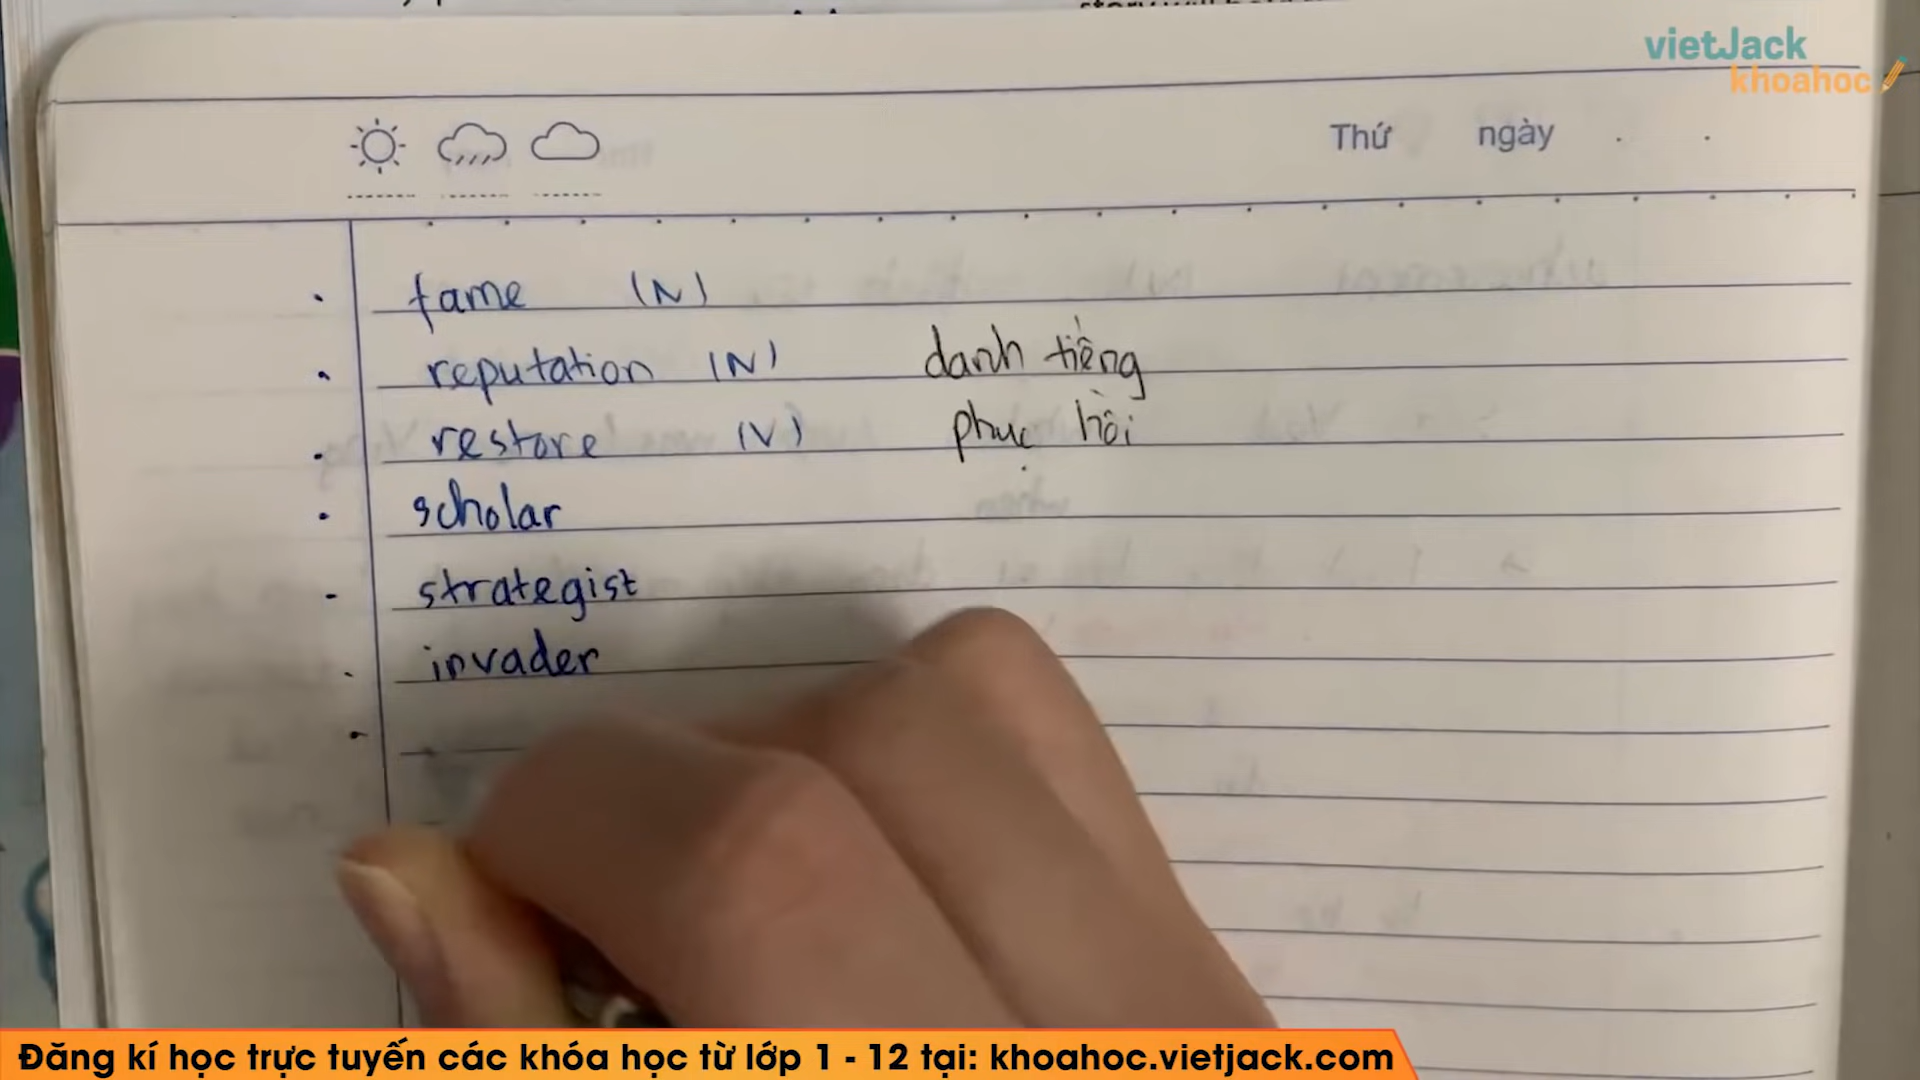 vietJack
khoahoc
Thứ ngày . .
fame (N)
reputation (N) danh tiếng
restore (V) phục hồi
scholar
strategist
invader
Đăng kí học trực tuyến các khóa học từ lớp 1 - 12 tại: khoahoc.vietjack.com